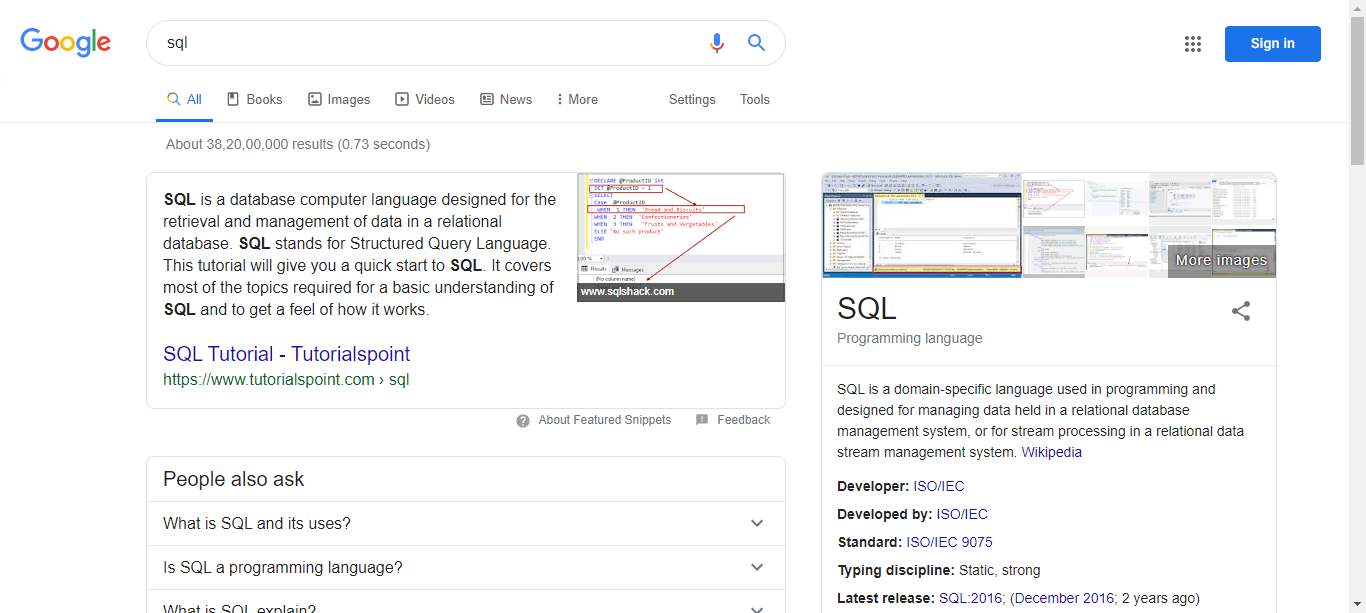 Google
sql
Sign in
All
Books
Images
Videos
News
More
Settings
Tools
About 38,20,00,000 results (0.73 seconds)
SQL is a database computer language designed for the
retrieval and management of data in a relational
database. SQL stands for Structured Query Language.
This tutorial will give you a quick start to SQL. It covers
most of the topics required for a basic understanding of
SQL and to get a feel of how it works.
DECLARE @ProductID int
SET @ProductID = 1
SELECT
Case @ProductID
WHEN 1 THEN 'Bread and Biscuits'
WHEN 2 THEN 'Confectioneries'
WHEN 3 THEN 'Fruits and Vergetables'
ELSE 'No such product'
END
100 %
Results
Messages
(No column name)
www.sqlshack.com
SQL Tutorial - Tutorialspoint
https://www.tutorialspoint.com › sql
About Featured Snippets
Feedback
People also ask
What is SQL and its uses?
Is SQL a programming language?
What is SQL explain?
More images
SQL
Programming language
SQL is a domain-specific language used in programming and
designed for managing data held in a relational database
management system, or for stream processing in a relational data
stream management system. Wikipedia
Developer: ISO/IEC
Developed by: ISO/IEC
Standard: ISO/IEC 9075
Typing discipline: Static, strong
Latest release: SQL:2016; (December 2016; 2 years ago)